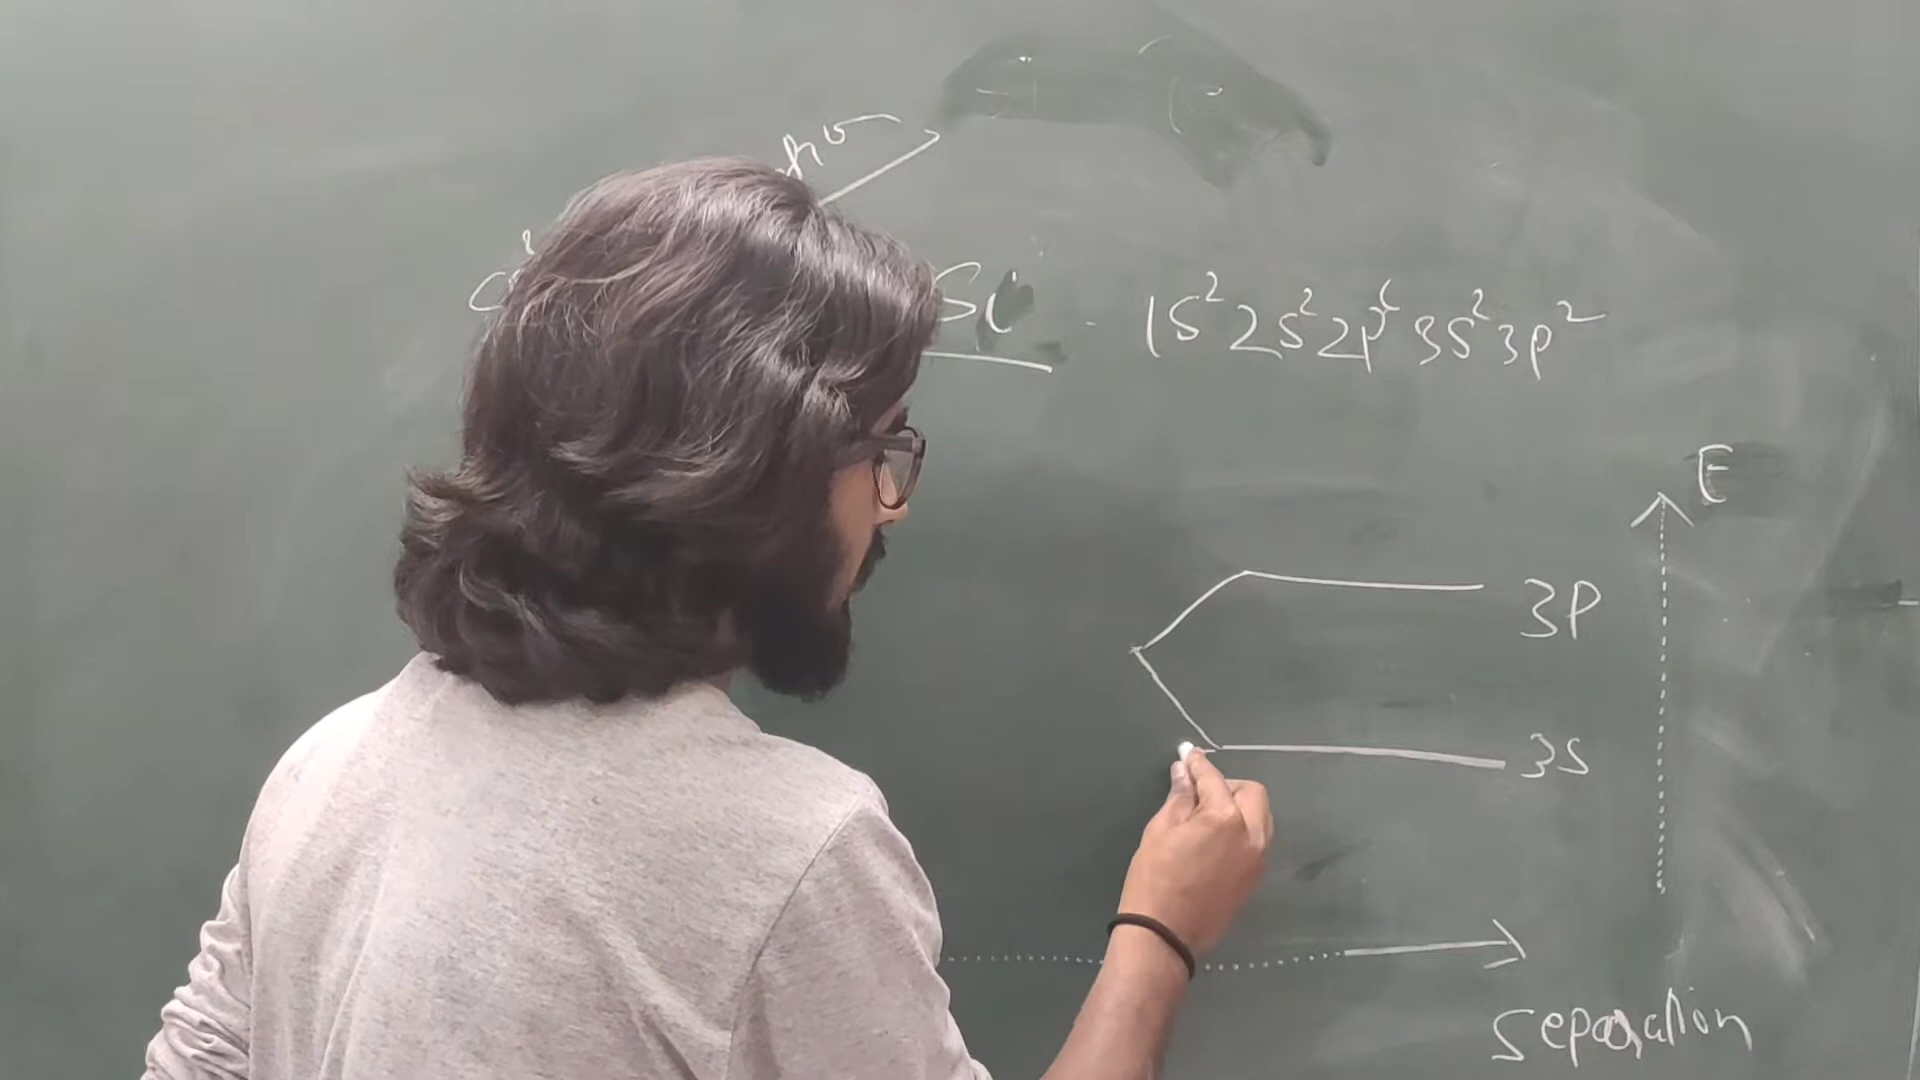 Si - 1S² 2S² 2P⁶ 3S² 3P²
E
3P
3S
Separation